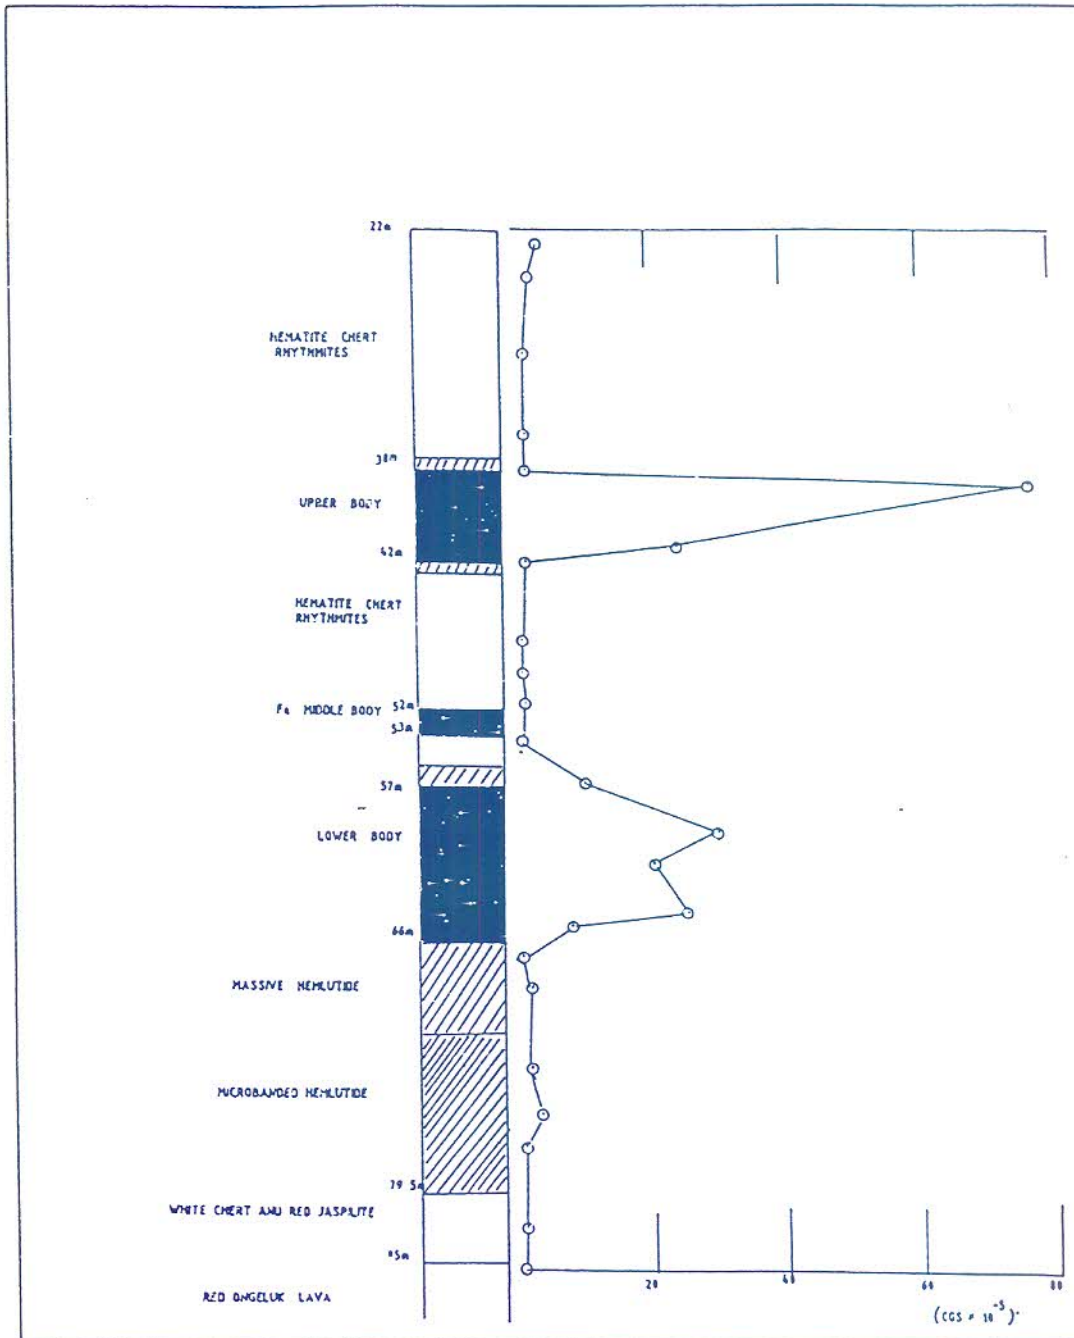 22m
HEMATITE CHERT
RHYTHMITES
38m
UPPER BODY
42m
HEMATITE CHERT
RHYTHMITES
Fe MIDDLE BODY
52m
53m
57m
LOWER BODY
66m
MASSIVE HEMLUTIDE
MICROBANDED HEMLUTIDE
79 5m
WHITE CHERT AND RED JASPILITE
85m
RED ONGELUK LAVA
20
40
60
80
(CGS × 10⁻⁵)